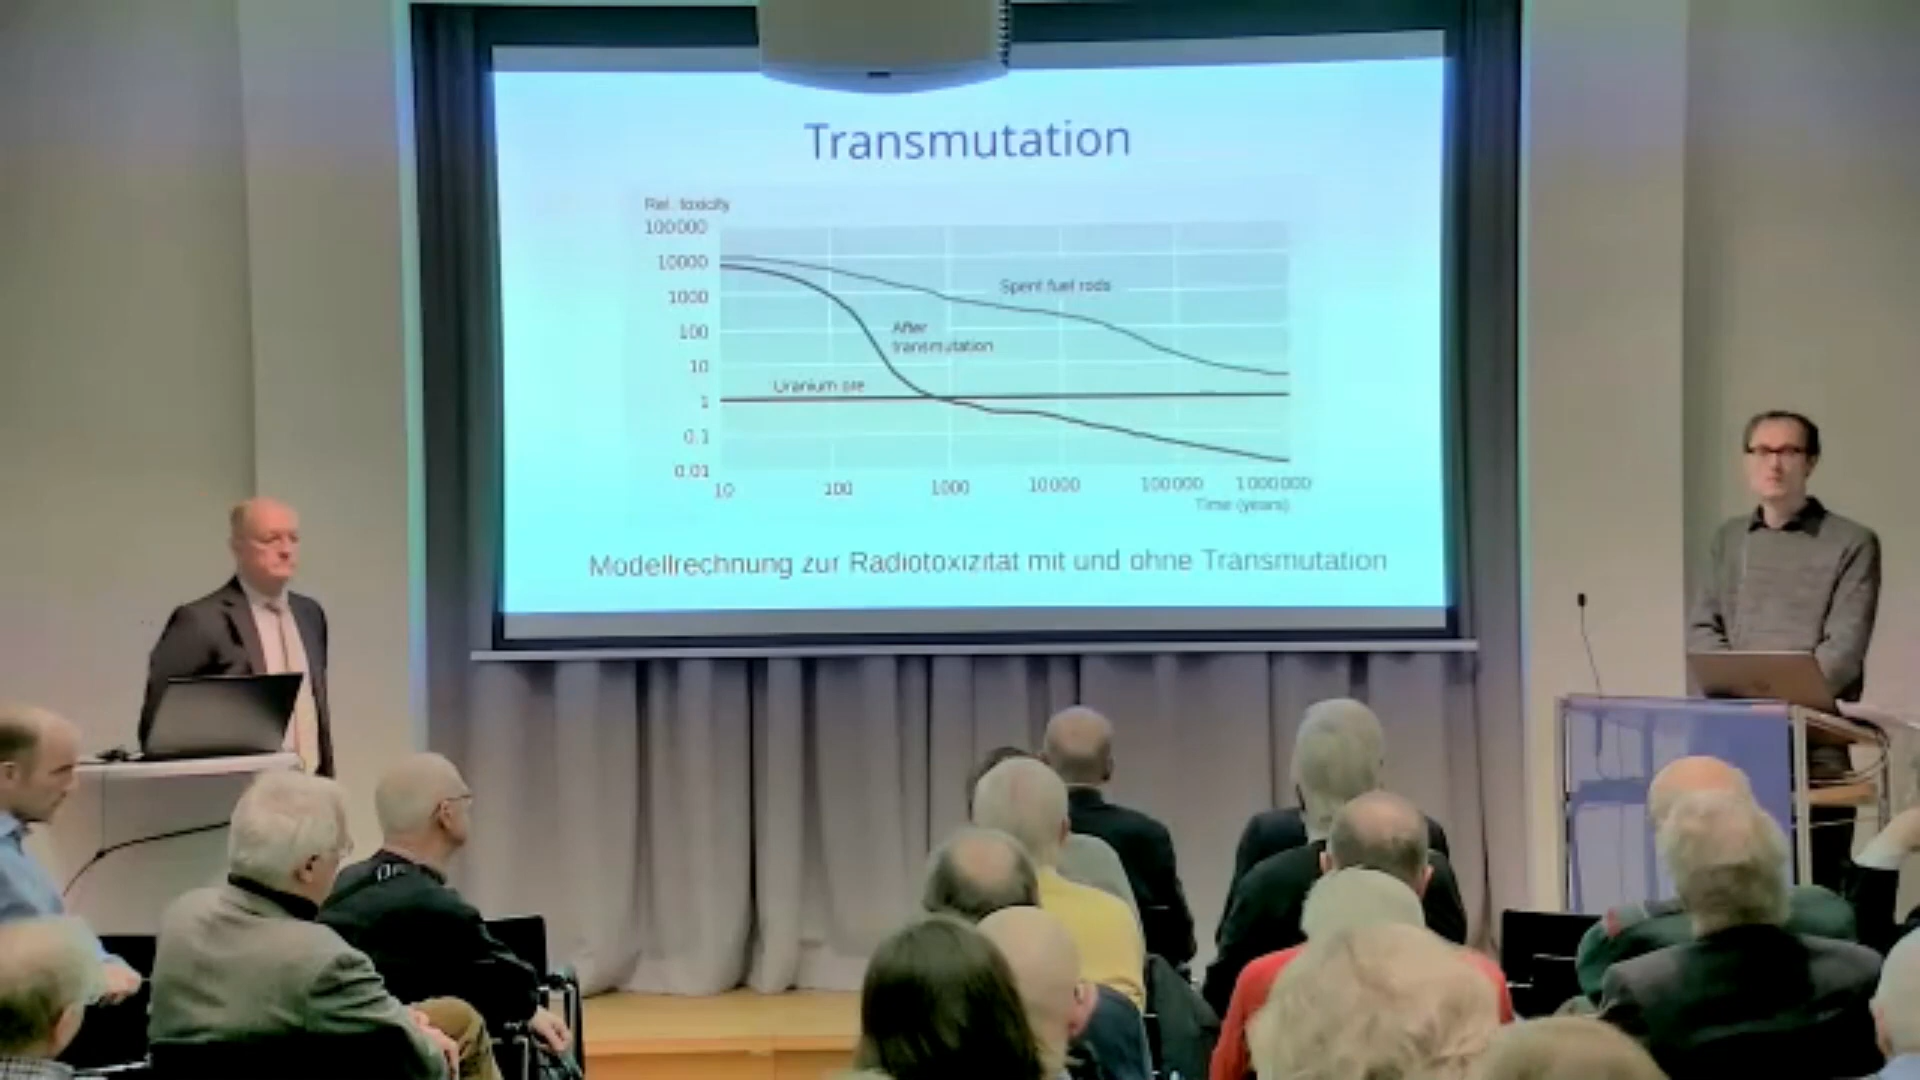 Transmutation
Rel. toxicity
100000
10000
1000
100
10
1
0.1
0.01
Spent fuel rods
After
transmutation
Uranium ore
10 100 1000 10000 100000 1000000
Time (years)
Modellrechnung zur Radiotoxizität mit und ohne Transmutation